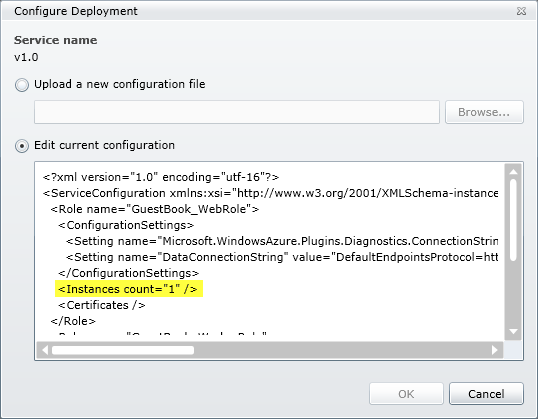 Configure Deployment
Service name
v1.0
Upload a new configuration file
Browse...
Edit current configuration
<?xml version="1.0" encoding="utf-16"?>
<ServiceConfiguration xmlns:xsi="http://www.w3.org/2001/XMLSchema-instance
<Role name="GuestBook_WebRole">
<ConfigurationSettings>
<Setting name="Microsoft.WindowsAzure.Plugins.Diagnostics.ConnectionStrin
<Setting name="DataConnectionString" value="DefaultEndpointsProtocol=htt
</ConfigurationSettings>
<Instances count="1" />
<Certificates />
</Role>
OK
Cancel